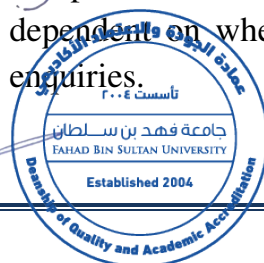 dependent on whe
enquiries.
عمادة الجودة والاعتماد الأكاديمي
تأسست ٢٠٠٤
جامعة فهد بن سلطان
FAHAD BIN SULTAN UNIVERSITY
Established 2004
Deanship of Quality and Academic Accreditation